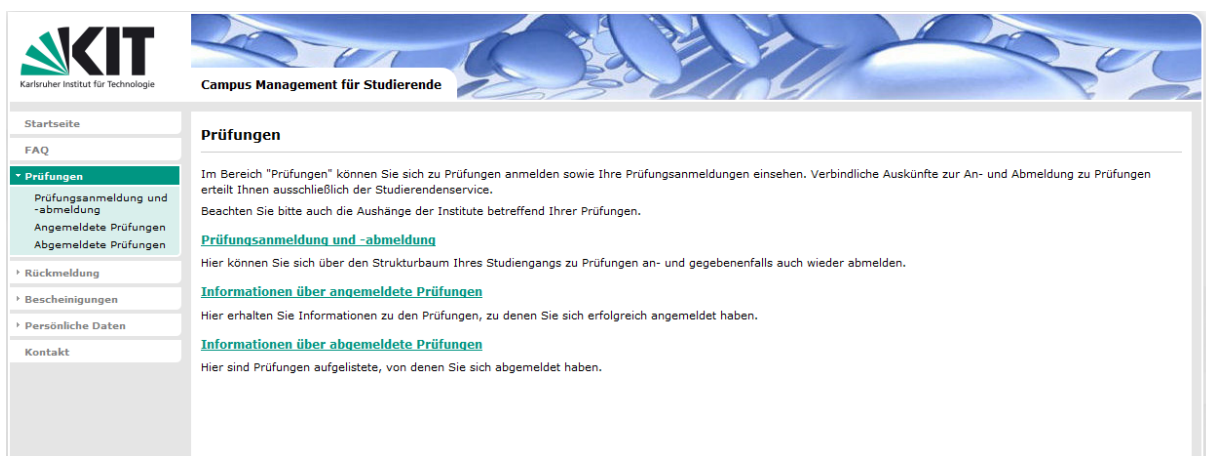 KIT
Karlsruher Institut für Technologie
Campus Management für Studierende
Startseite
FAQ
Prüfungen
Prüfungsanmeldung und
-abmeldung
Angemeldete Prüfungen
Abgemeldete Prüfungen
Rückmeldung
Bescheinigungen
Persönliche Daten
Kontakt
Prüfungen
Im Bereich "Prüfungen" können Sie sich zu Prüfungen anmelden sowie Ihre Prüfungsanmeldungen einsehen. Verbindliche Auskünfte zur An- und Abmeldung zu Prüfungen
erteilt Ihnen ausschließlich der Studierendenservice.
Beachten Sie bitte auch die Aushänge der Institute betreffend Ihrer Prüfungen.
Prüfungsanmeldung und -abmeldung
Hier können Sie sich über den Strukturbaum Ihres Studiengangs zu Prüfungen an- und gegebenenfalls auch wieder abmelden.
Informationen über angemeldete Prüfungen
Hier erhalten Sie Informationen zu den Prüfungen, zu denen Sie sich erfolgreich angemeldet haben.
Informationen über abgemeldete Prüfungen
Hier sind Prüfungen aufgelistete, von denen Sie sich abgemeldet haben.